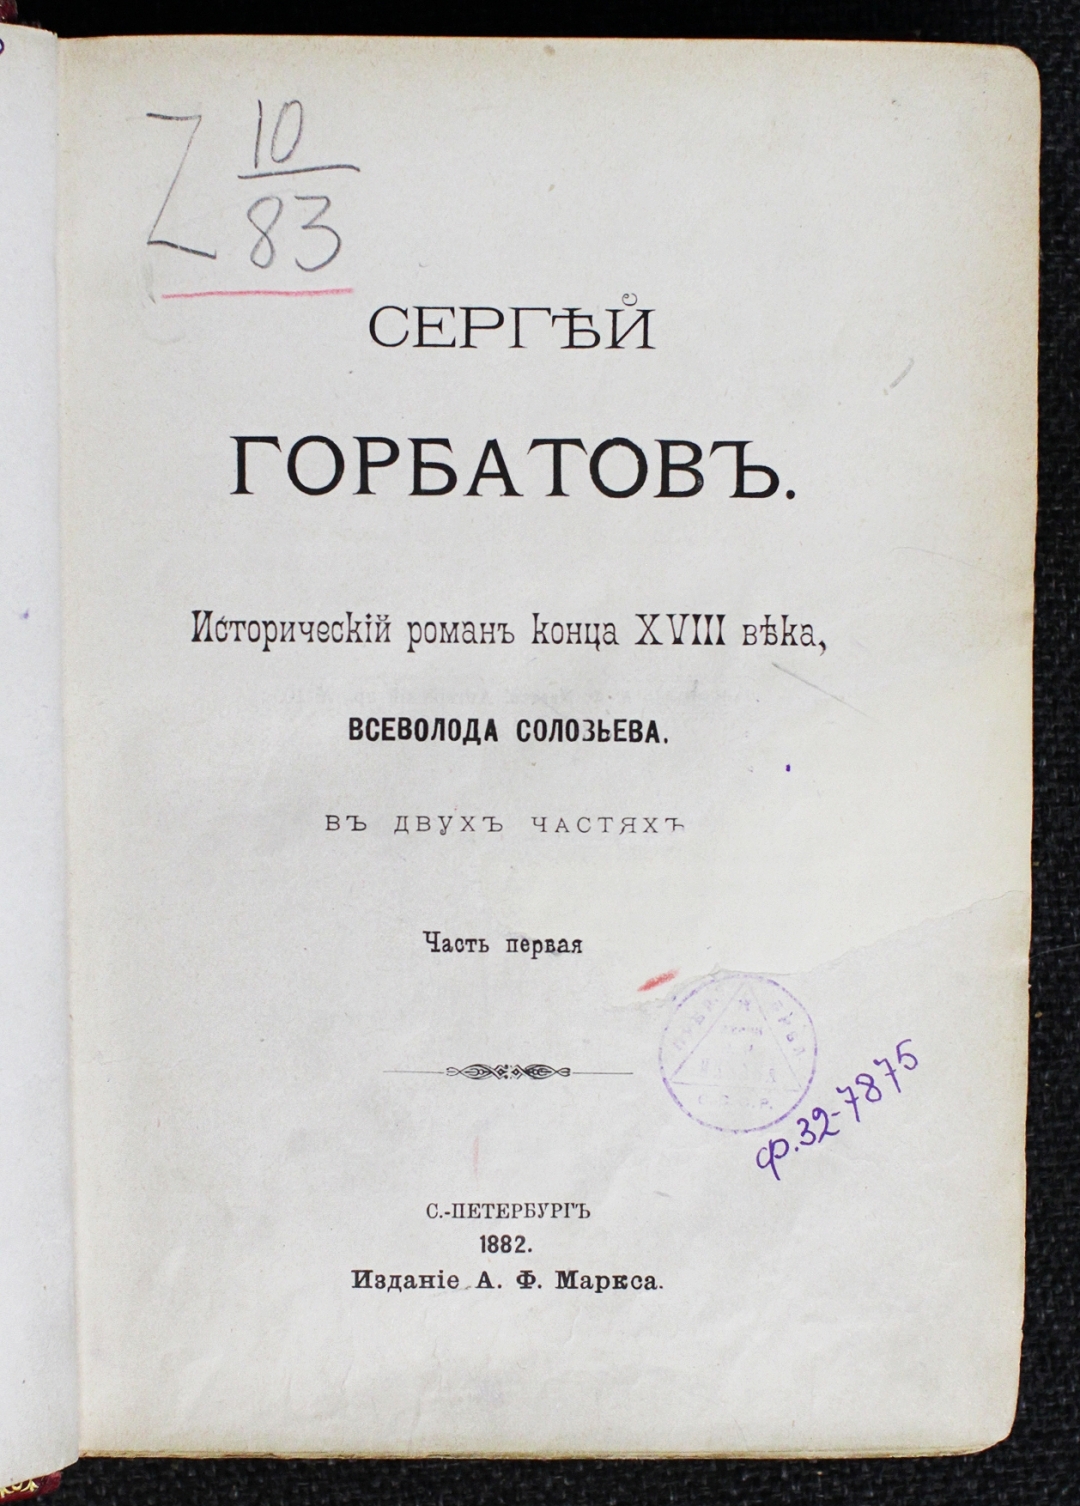 10
83
СЕРГѢЙ
ГОРБАТОВЪ.
Историческій романъ конца XVIII вѣка,
ВСЕВОЛОДА СОЛОВЬЕВА.
ВЪ ДВУХЪ ЧАСТЯХЪ
Часть первая
ф.32-7875
С.-ПЕТЕРБУРГЪ
1882.
Изданіе А. Ф. Маркса.